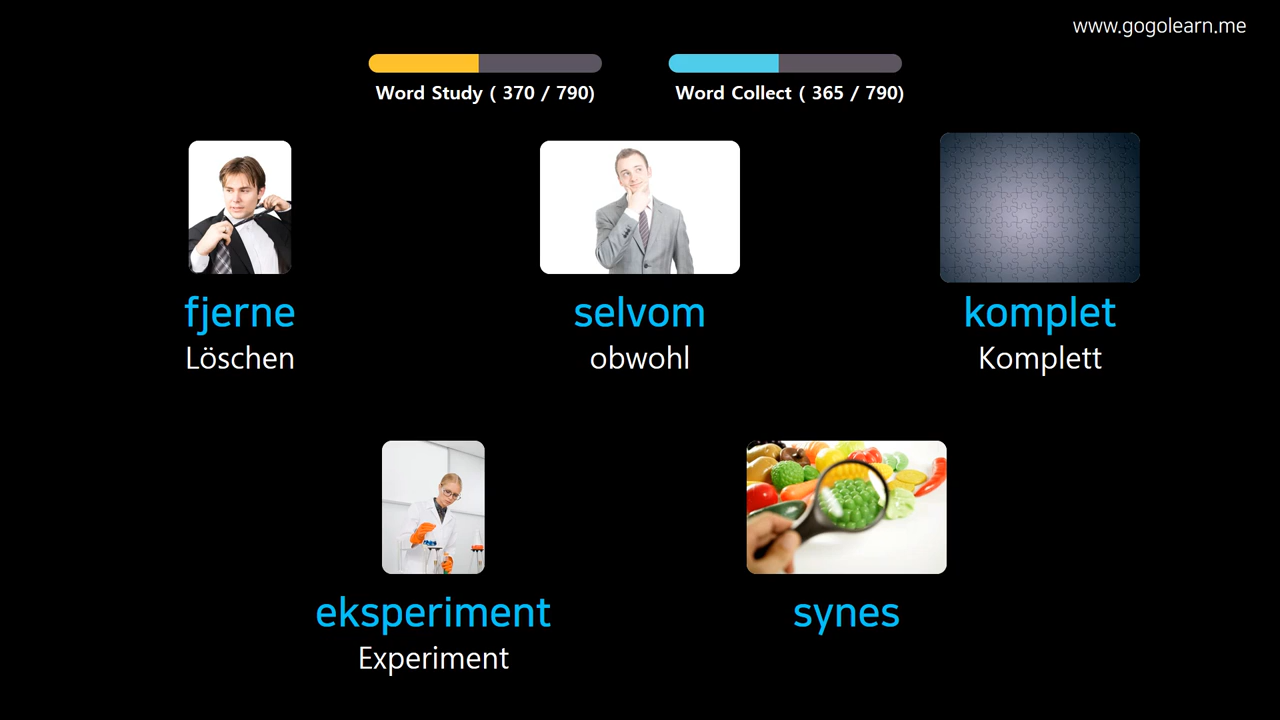 www.gogolearn.me
Word Study ( 370 / 790)
Word Collect ( 365 / 790)
fjerne
Löschen
selvom
obwohl
komplet
Komplett
eksperiment
Experiment
synes